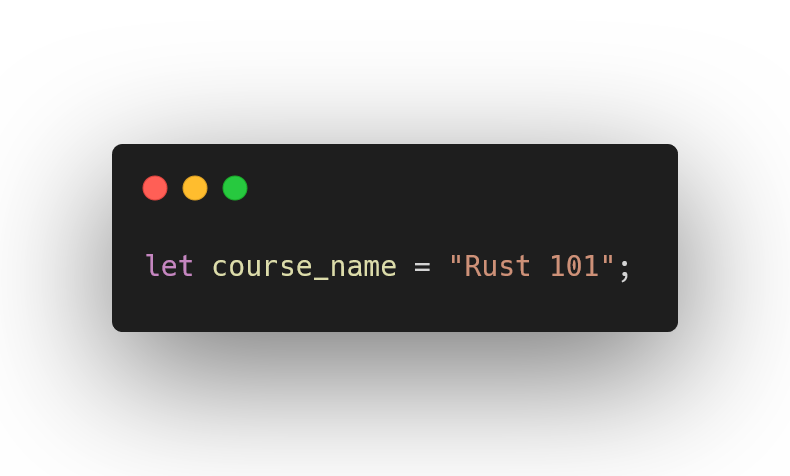 let course_name = "Rust 101";